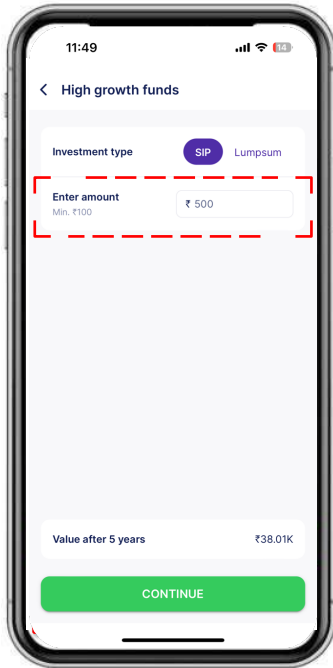 11:49
14
High growth funds
Investment type
SIP
Lumpsum
Enter amount
Min. ₹100
₹ 500
Value after 5 years
₹38.01K
CONTINUE